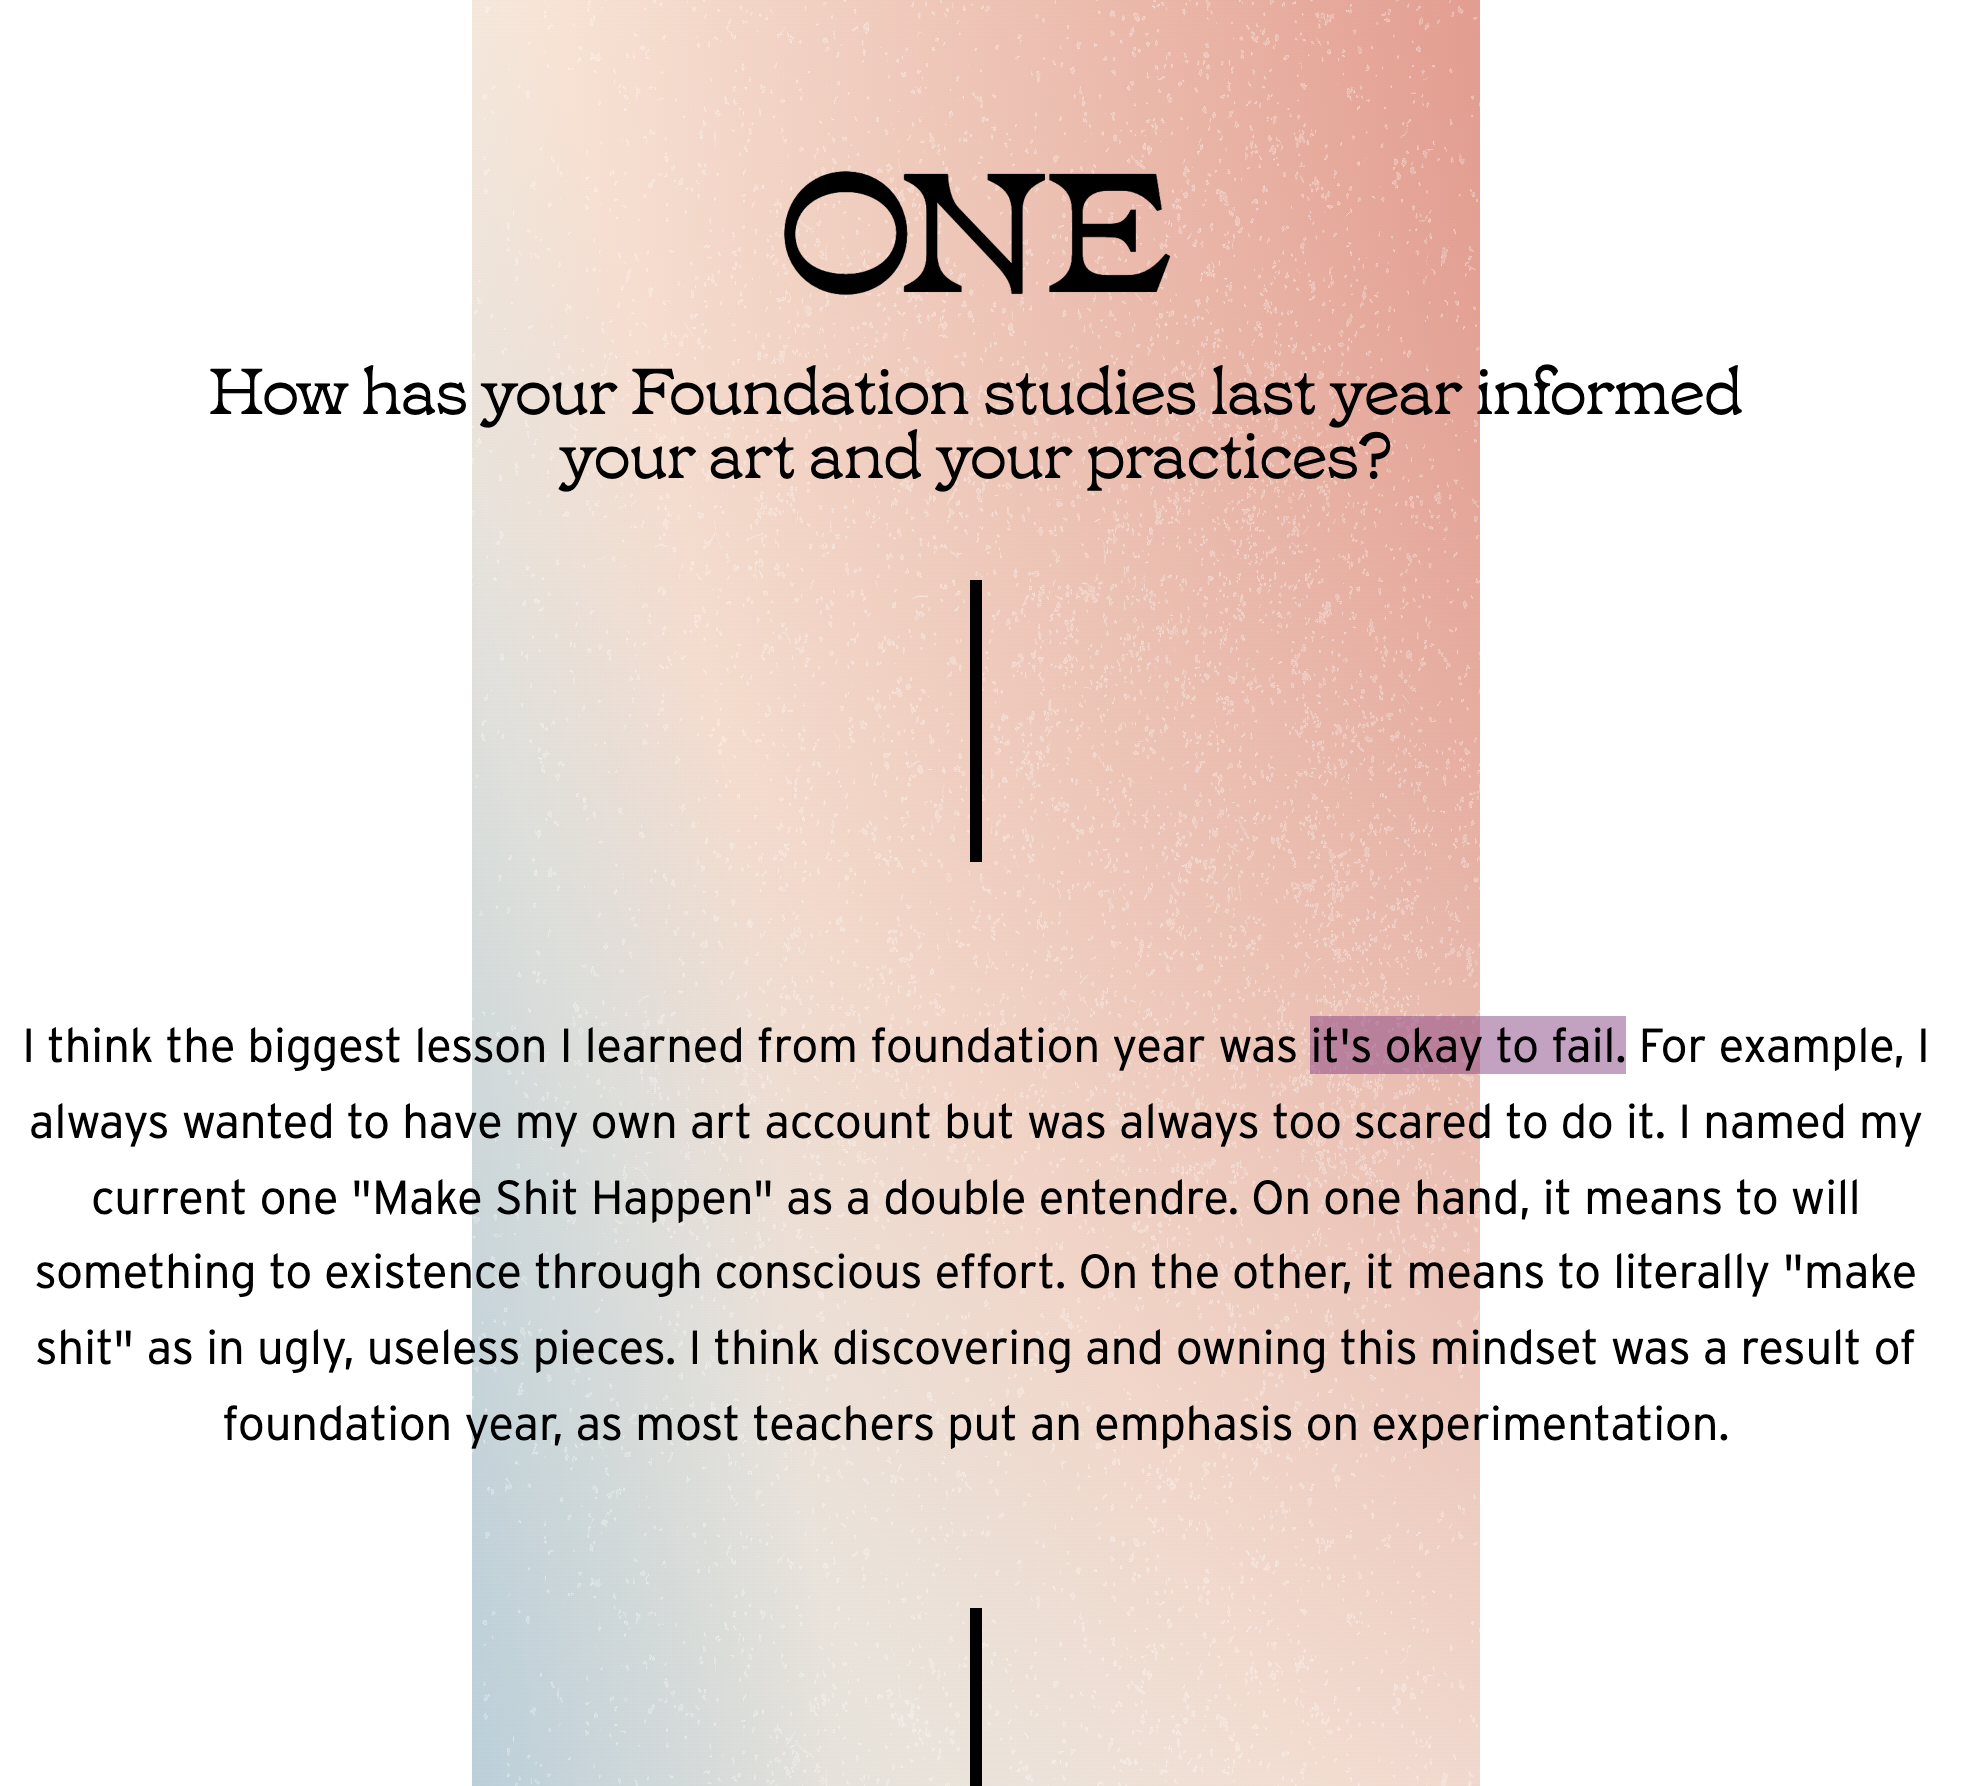 ONE
How has your Foundation studies last year informed
your art and your practices?
I think the biggest lesson I learned from foundation year was it's okay to fail. For example, I
always wanted to have my own art account but was always too scared to do it. I named my
current one "Make Shit Happen" as a double entendre. On one hand, it means to will
something to existence through conscious effort. On the other, it means to literally "make
shit" as in ugly, useless pieces. I think discovering and owning this mindset was a result of
foundation year, as most teachers put an emphasis on experimentation.